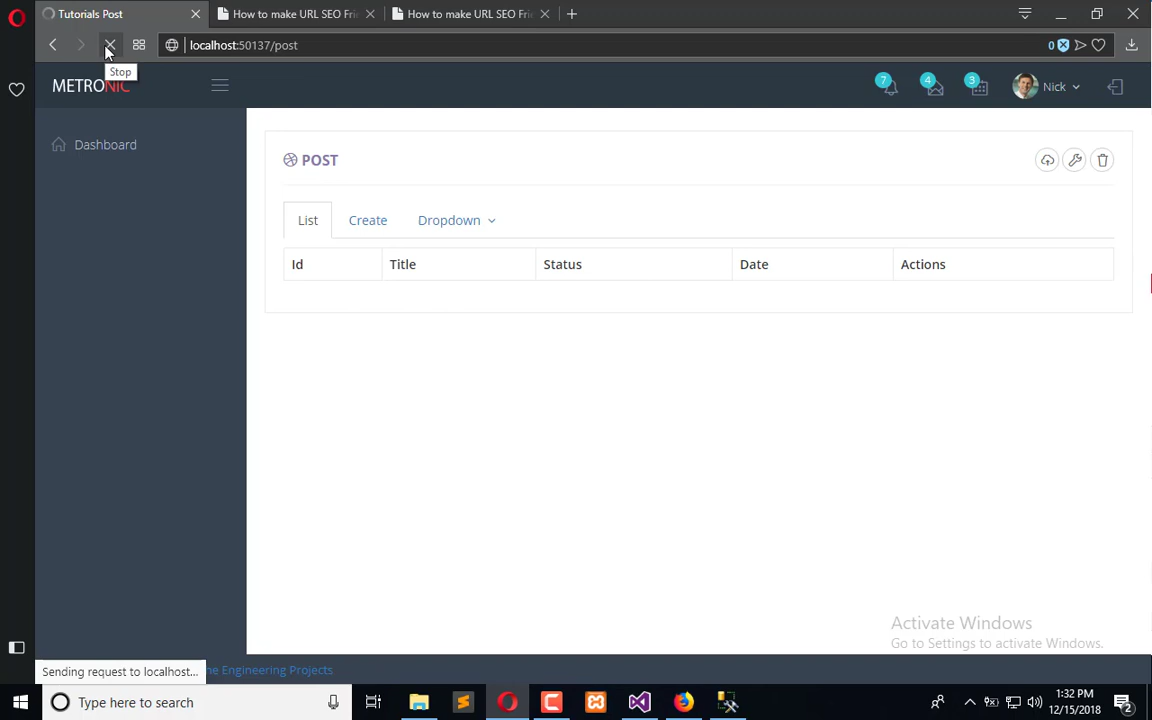 Tutorials Post
How to make URL SEO Fri
How to make URL SEO Fri
localhost:50137/post
0
Stop
METRONIC
7
4
3
Nick
Dashboard
POST
List
Create
Dropdown
Id
Title
Status
Date
Actions
Activate Windows
Go to Settings to activate Windows.
Sending request to localhost...
he Engineering Projects
Type here to search
1:32 PM
12/15/2018
2